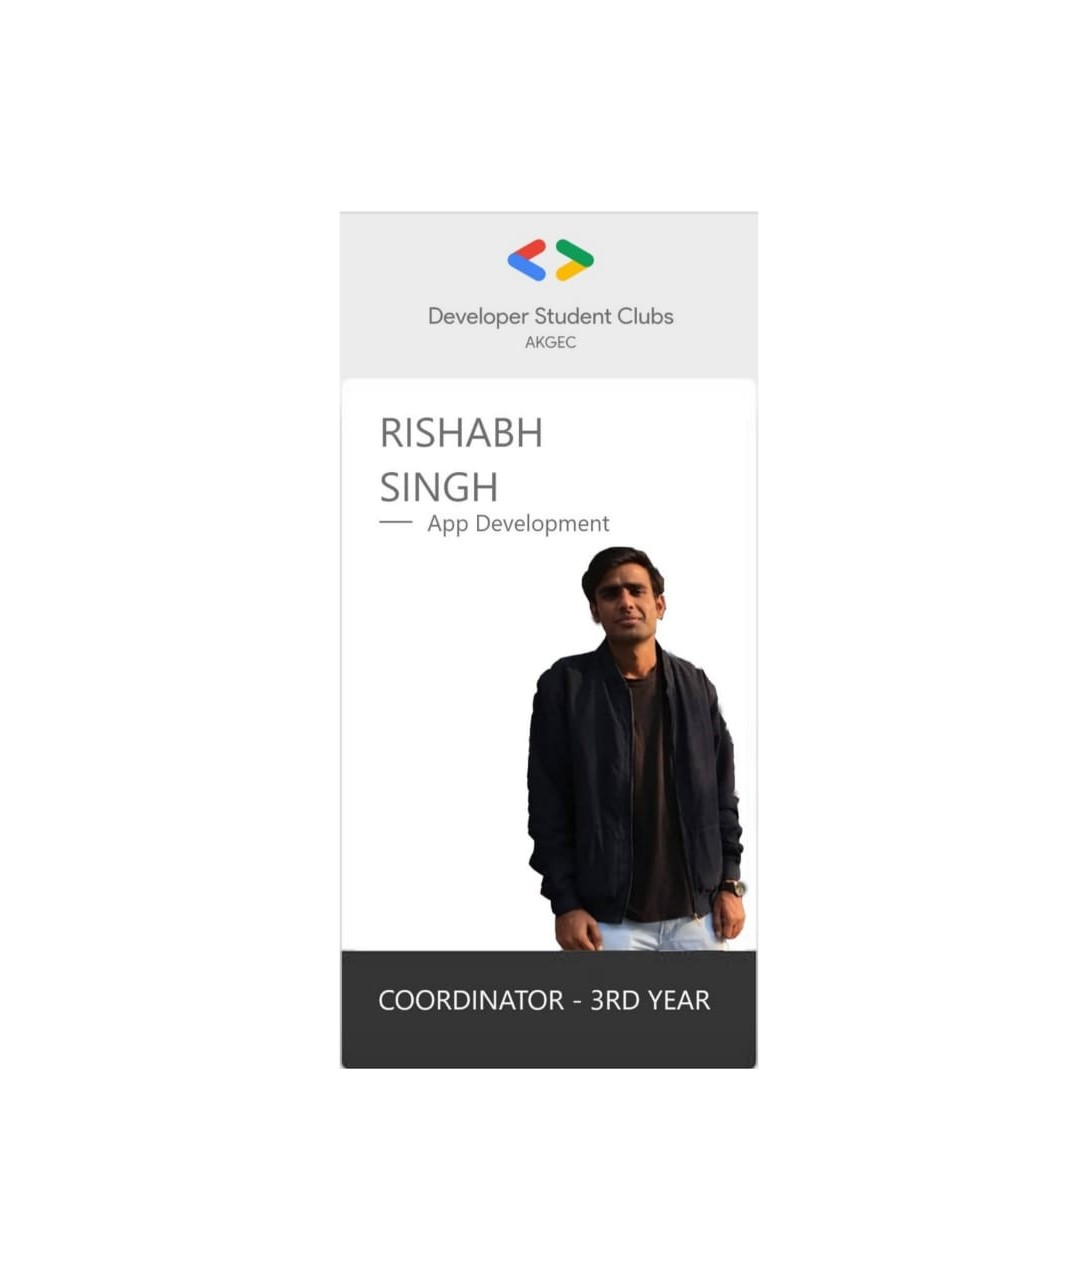 Developer Student Clubs
AKGEC
RISHABH
SINGH
— App Development
COORDINATOR - 3RD YEAR